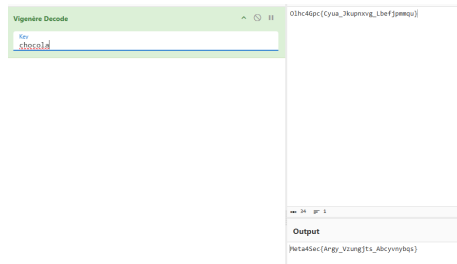 Vigenère Decode
Key
chocola
Olhc4Gpc{Cyua_Jkupnxvg_Lbefjpmmqu}
34
1
Output
Meta4Sec{Argy_Vzungjts_Abcyvnybqs}